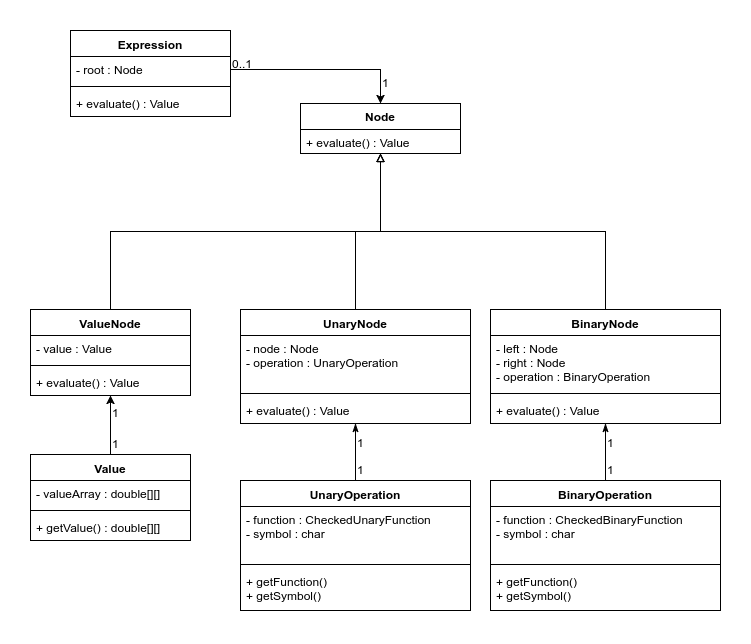 Expression
- root : Node
+ evaluate() : Value
0..1
1
Node
+ evaluate() : Value
ValueNode
- value : Value
+ evaluate() : Value
UnaryNode
- node : Node
- operation : UnaryOperation
+ evaluate() : Value
BinaryNode
- left : Node
- right : Node
- operation : BinaryOperation
+ evaluate() : Value
1
1
Value
- valueArray : double[][]
+ getValue() : double[][]
1
1
UnaryOperation
- function : CheckedUnaryFunction
- symbol : char
+ getFunction()
+ getSymbol()
1
1
BinaryOperation
- function : CheckedBinaryFunction
- symbol : char
+ getFunction()
+ getSymbol()